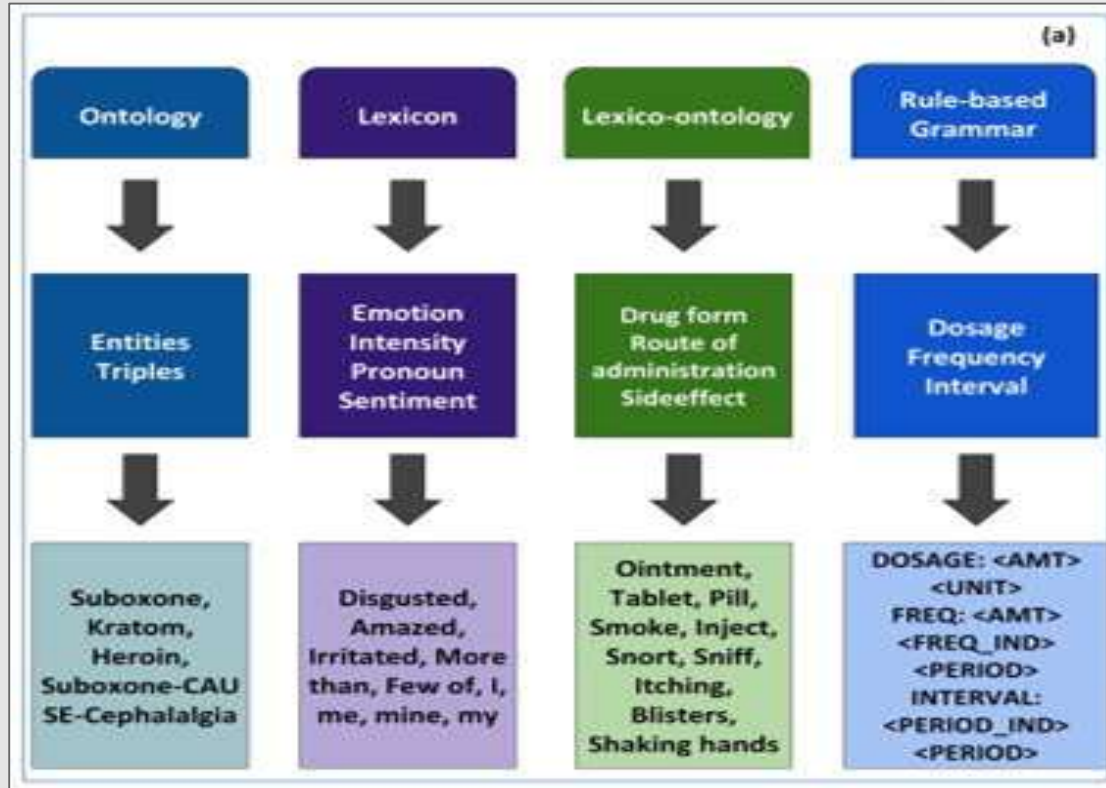 (a)
Ontology
Lexicon
Lexico-ontology
Rule-based
Grammar
Entities
Triples
Emotion
Intensity
Pronoun
Sentiment
Drug form
Route of
administration
Sideeffect
Dosage
Frequency
Interval
Suboxone,
Kratom,
Heroin,
Suboxone-CAU
SE-Cephalalgia
Disgusted,
Amazed,
Irritated, More
than, Few of, I,
me, mine, my
Ointment,
Tablet, Pill,
Smoke, Inject,
Snort, Sniff,
Itching,
Blisters,
Shaking hands
DOSAGE: <AMT>
<UNIT>
FREQ: <AMT>
<FREQ_IND>
<PERIOD>
INTERVAL:
<PERIOD_IND>
<PERIOD>